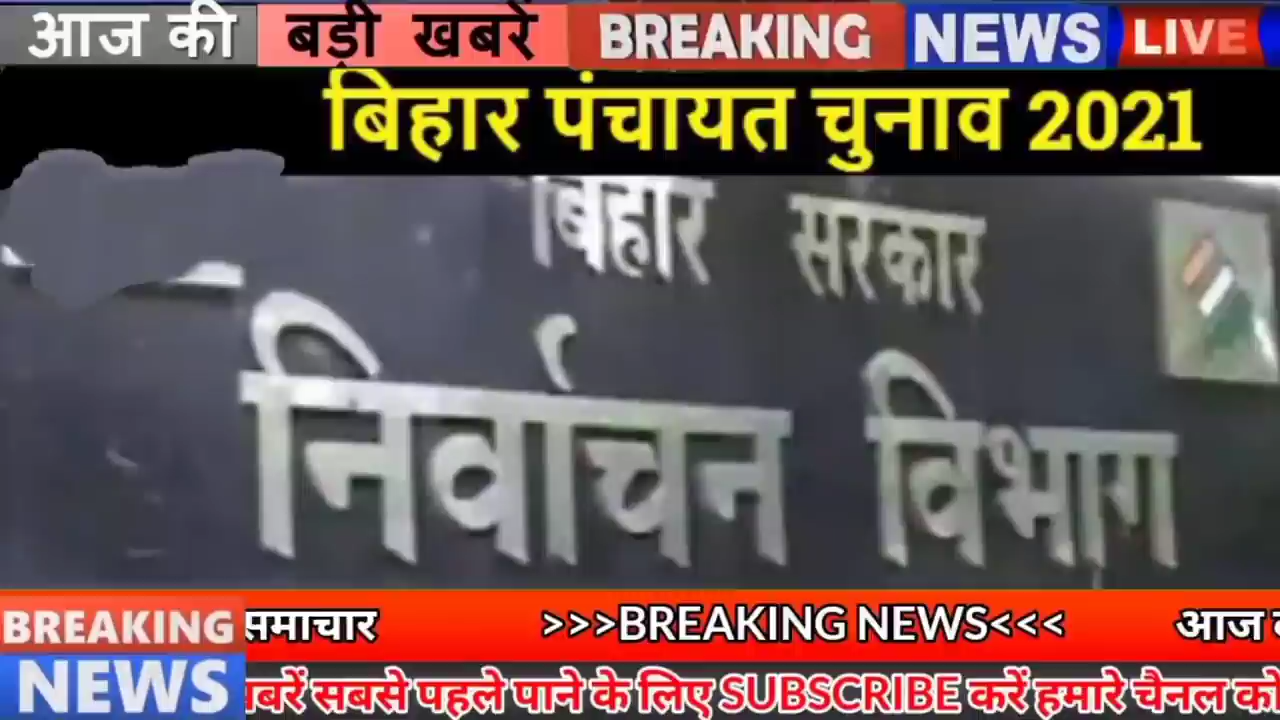 आज की बड़ी खबरें BREAKING NEWS LIVE
बिहार पंचायत चुनाव 2021
बिहार सरकार
निर्वाचन विभाग
BREAKING NEWS
समाचार >>>BREAKING NEWS<<< आज
सबसे पहले पाने के लिए SUBSCRIBE करें हमारे चैनल को